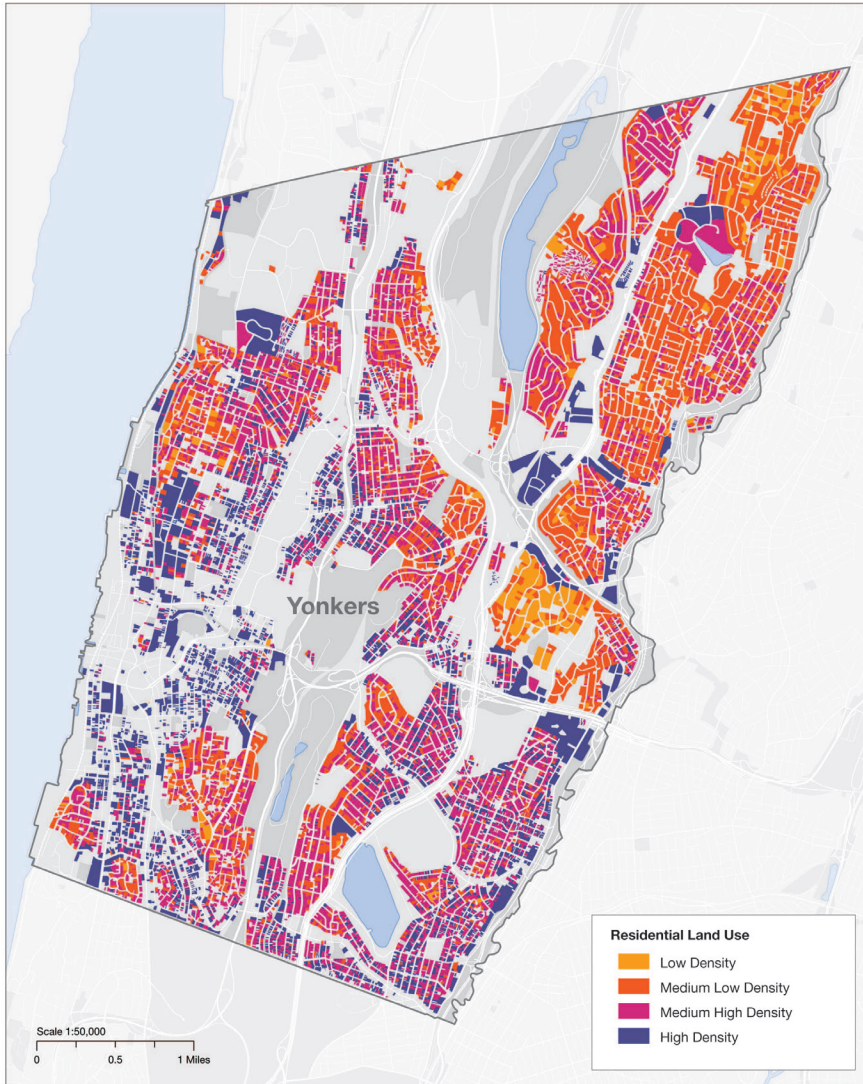 Yonkers
Residential Land Use
Low Density
Medium Low Density
Medium High Density
High Density
Scale 1:50,000
0 0.5 1 Miles